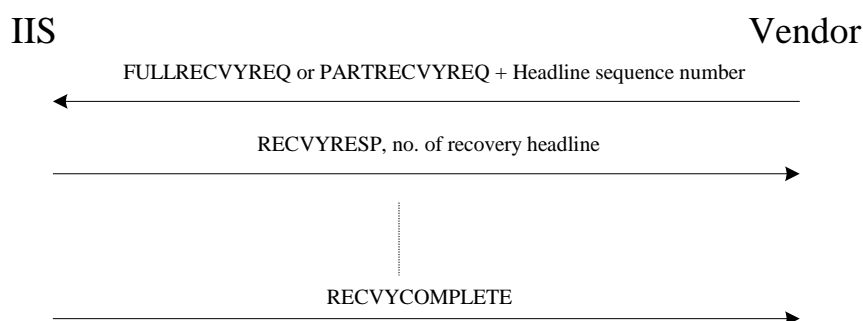 IIS
Vendor
FULLRECVYREQ or PARTRECVYREQ + Headline sequence number
RECVYRESP, no. of recovery headline
RECVYCOMPLETE